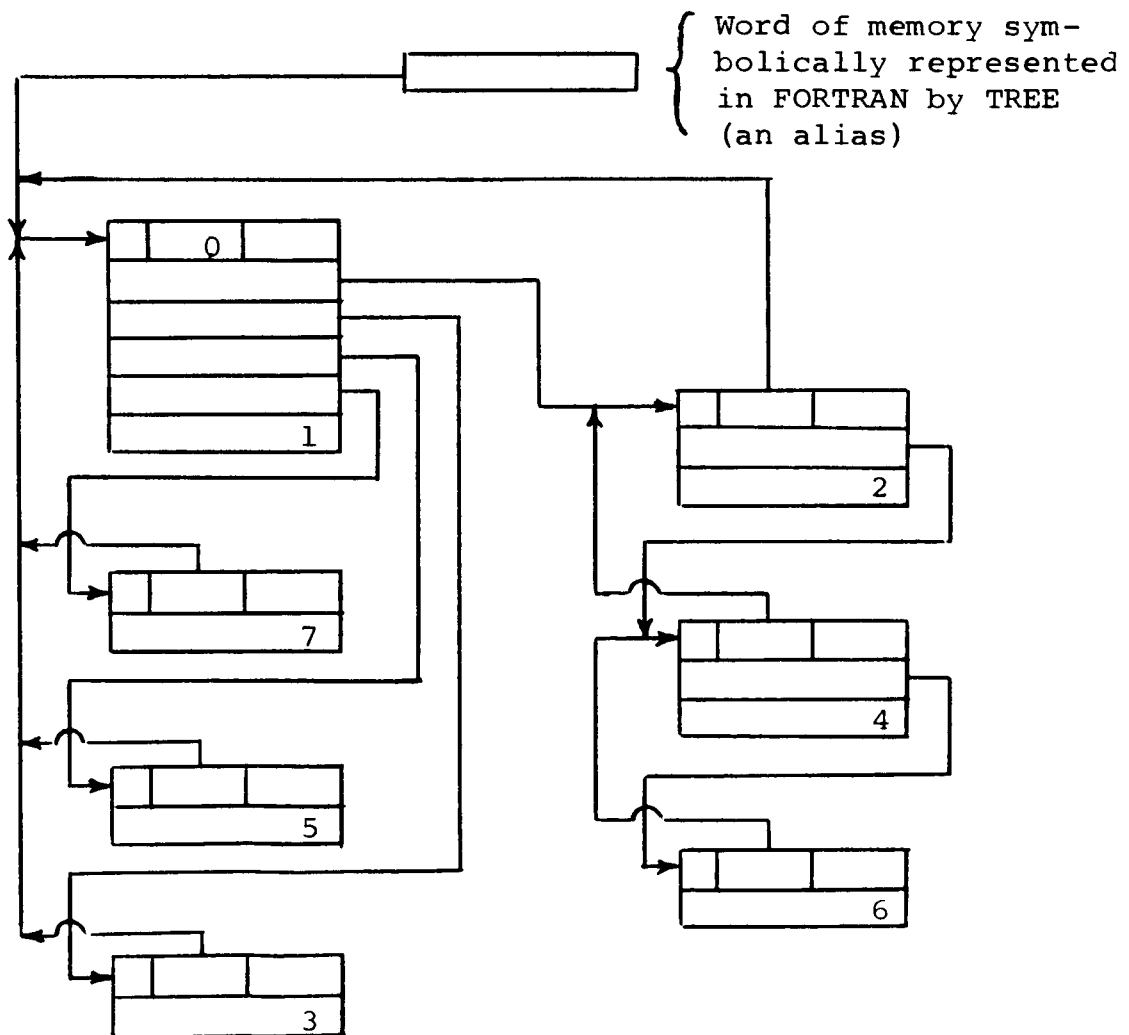 Word of memory sym-
bolically represented
in FORTRAN by TREE
(an alias)
0
1
2
7
4
5
6
3